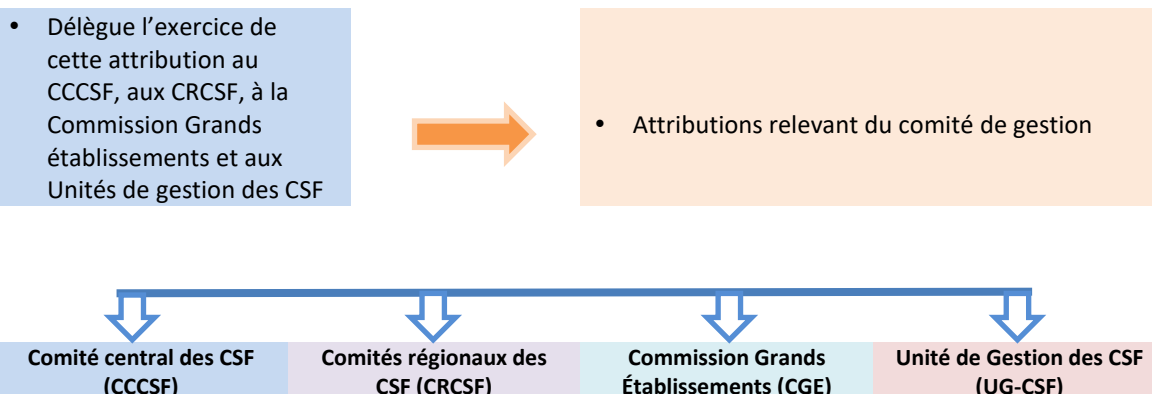 • Délègue l’exercice de
cette attribution au
CCCSF, aux CRCSF, à la
Commission Grands
établissements et aux
Unités de gestion des CSF
• Attributions relevant du comité de gestion
Comité central des CSF
(CCCSF)
Comités régionaux des
CSF (CRCSF)
Commission Grands
Établissements (CGE)
Unité de Gestion des CSF
(UG-CSF)